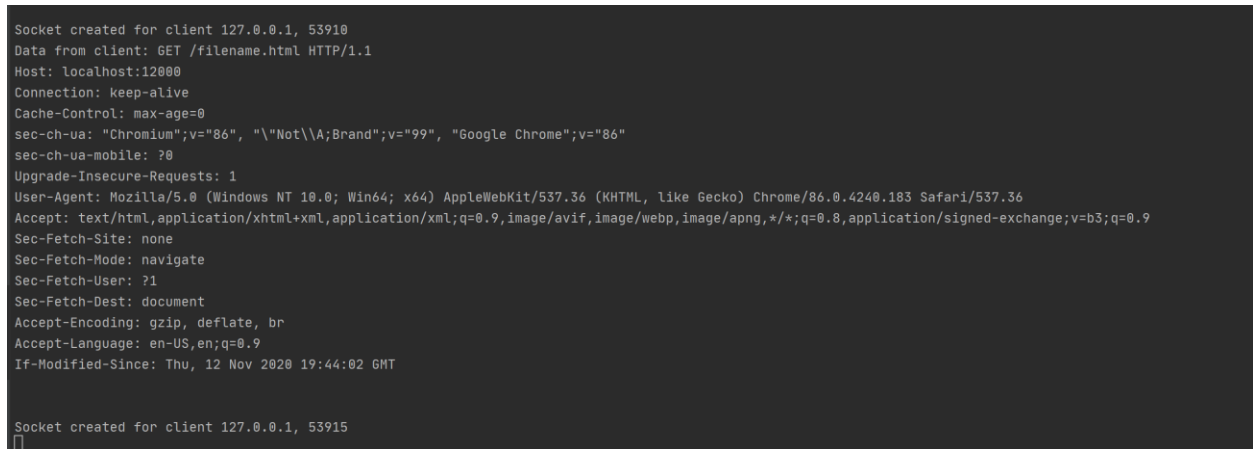 Socket created for client 127.0.0.1, 53910
Data from client: GET /filename.html HTTP/1.1
Host: localhost:12000
Connection: keep-alive
Cache-Control: max-age=0
sec-ch-ua: "Chromium";v="86", "\"Not\\A;Brand";v="99", "Google Chrome";v="86"
sec-ch-ua-mobile: ?0
Upgrade-Insecure-Requests: 1
User-Agent: Mozilla/5.0 (Windows NT 10.0; Win64; x64) AppleWebKit/537.36 (KHTML, like Gecko) Chrome/86.0.4240.183 Safari/537.36
Accept: text/html,application/xhtml+xml,application/xml;q=0.9,image/avif,image/webp,image/apng,*/*;q=0.8,application/signed-exchange;v=b3;q=0.9
Sec-Fetch-Site: none
Sec-Fetch-Mode: navigate
Sec-Fetch-User: ?1
Sec-Fetch-Dest: document
Accept-Encoding: gzip, deflate, br
Accept-Language: en-US,en;q=0.9
If-Modified-Since: Thu, 12 Nov 2020 19:44:02 GMT
Socket created for client 127.0.0.1, 53915